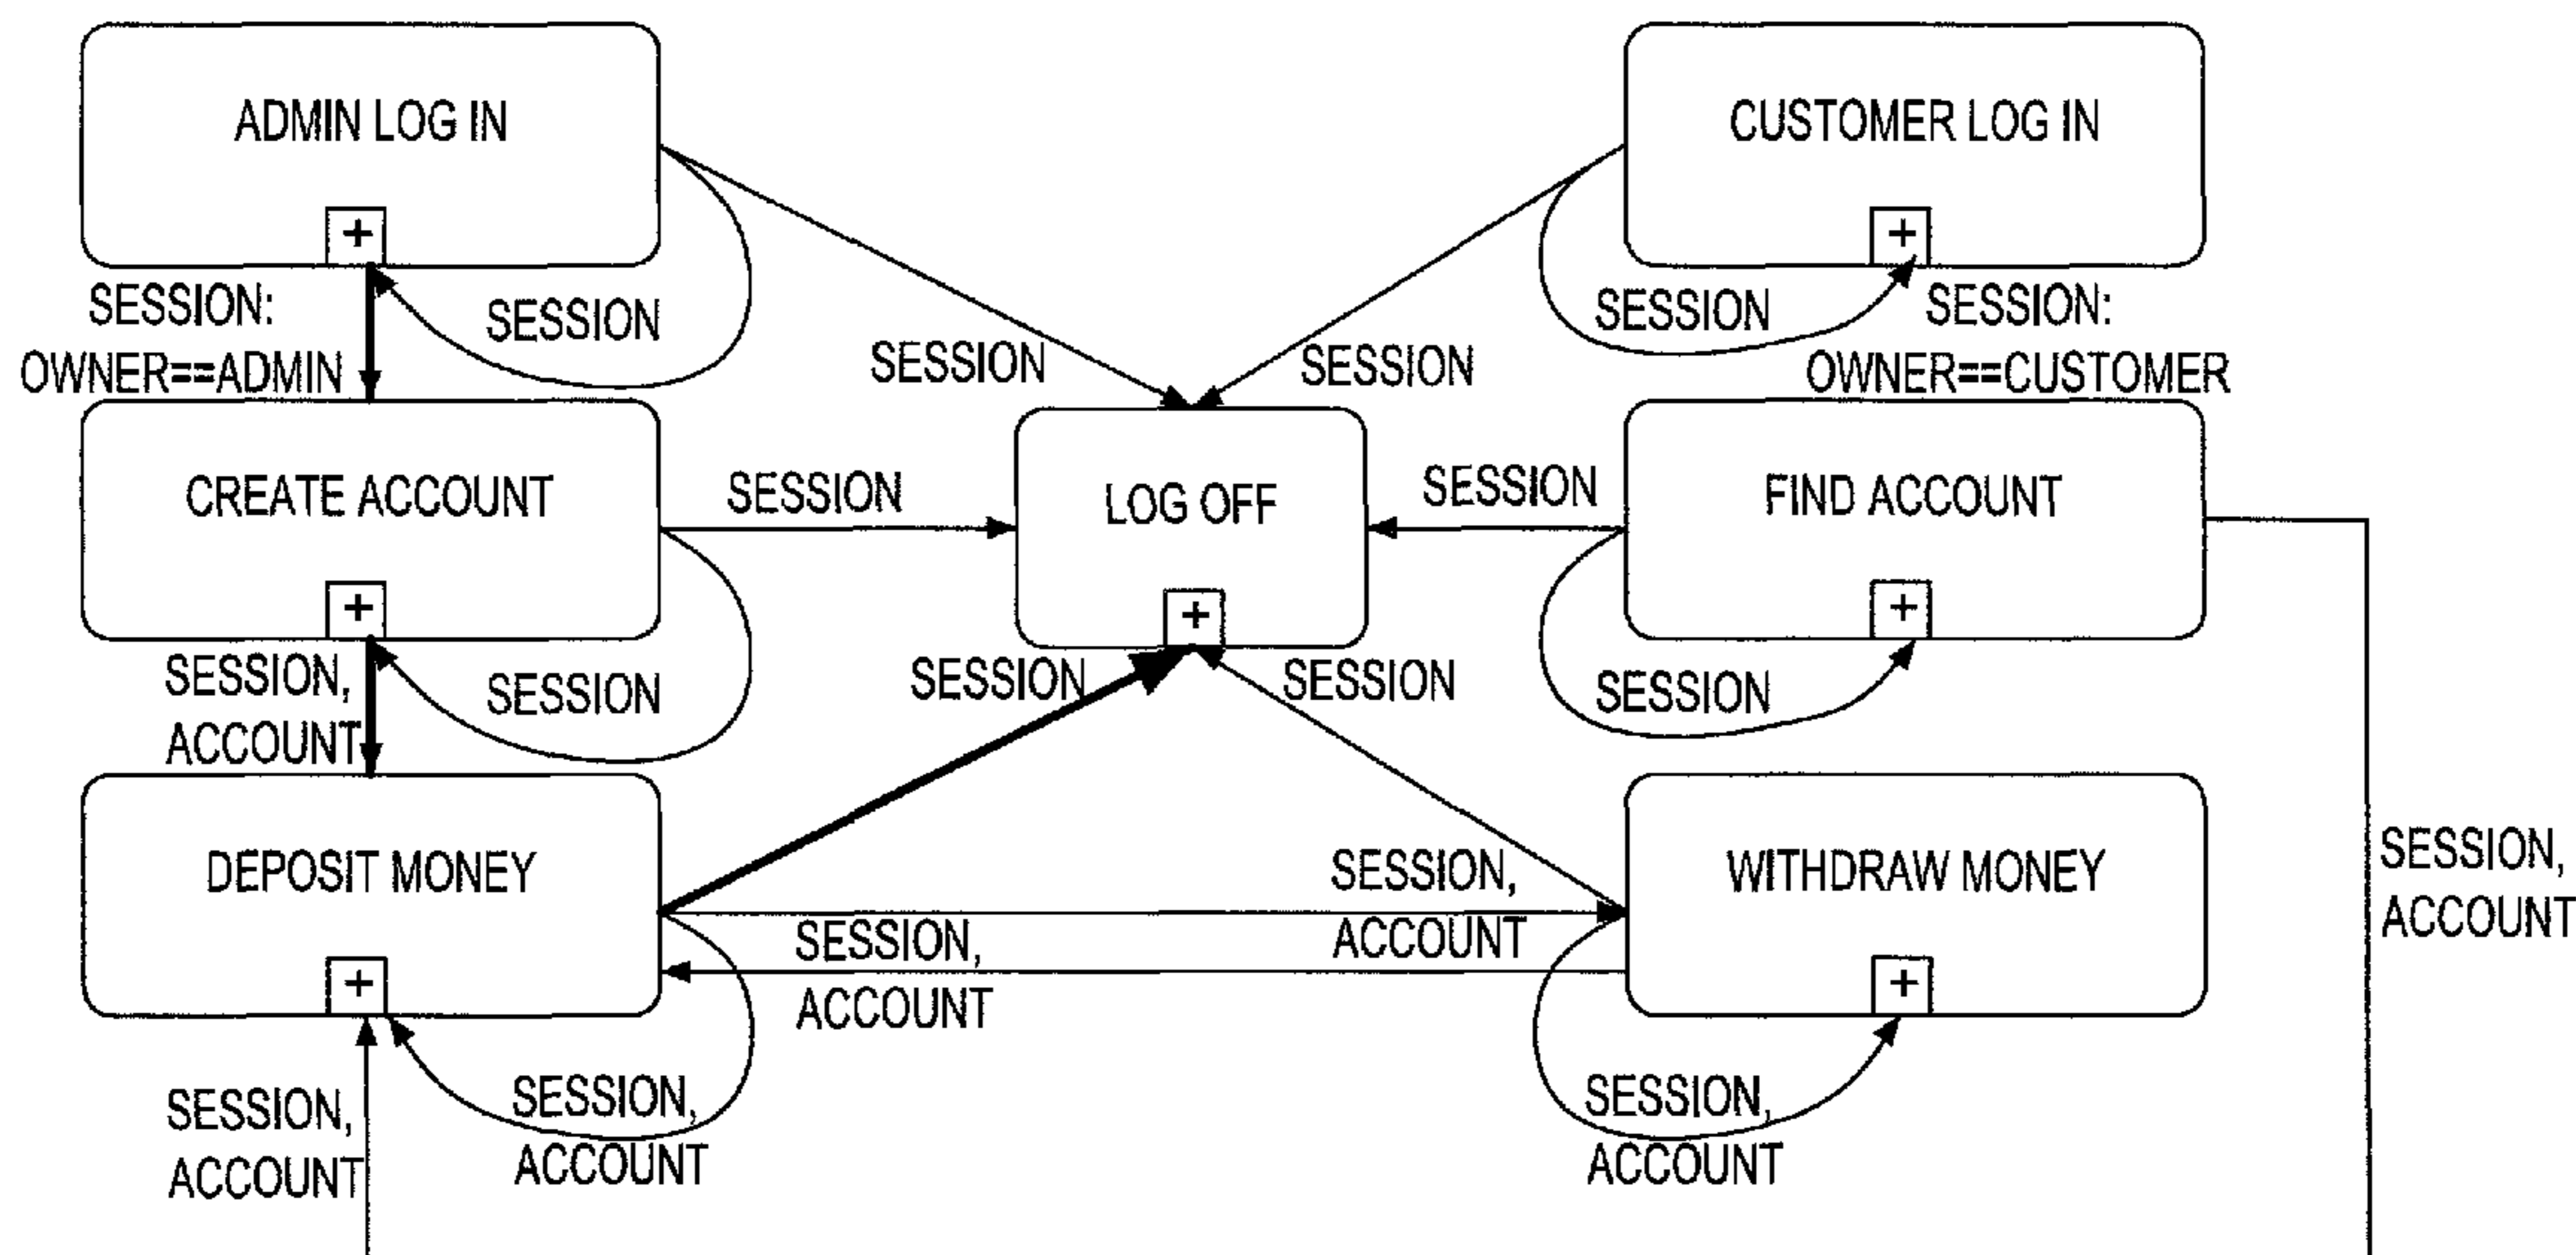 ADMIN LOG IN
CUSTOMER LOG IN
+
+
SESSION:
OWNER==ADMIN
SESSION
SESSION
SESSION
SESSION
SESSION:
OWNER==CUSTOMER
CREATE ACCOUNT
SESSION
LOG OFF
SESSION
FIND ACCOUNT
+
+
+
SESSION,
ACCOUNT
SESSION
SESSION
SESSION
SESSION
DEPOSIT MONEY
SESSION,
ACCOUNT
WITHDRAW MONEY
SESSION,
ACCOUNT
SESSION,
ACCOUNT
+
+
SESSION,
ACCOUNT
SESSION,
ACCOUNT
SESSION,
ACCOUNT